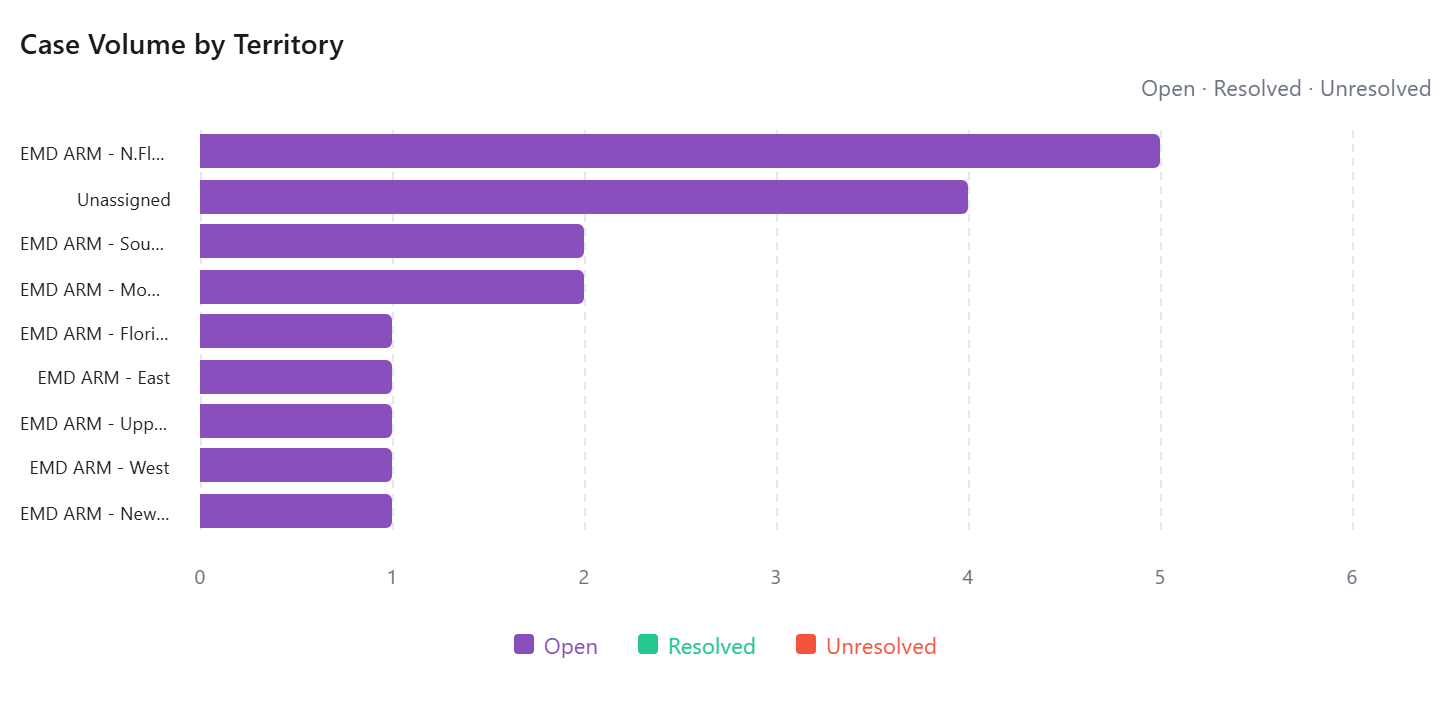 Case Volume by Territory
Open · Resolved · Unresolved
EMD ARM - N.Fl...
Unassigned
EMD ARM - Sou...
EMD ARM - Mo...
EMD ARM - Flori...
EMD ARM - East
EMD ARM - Upp...
EMD ARM - West
EMD ARM - New...
0 1 2 3 4 5 6
Open Resolved Unresolved